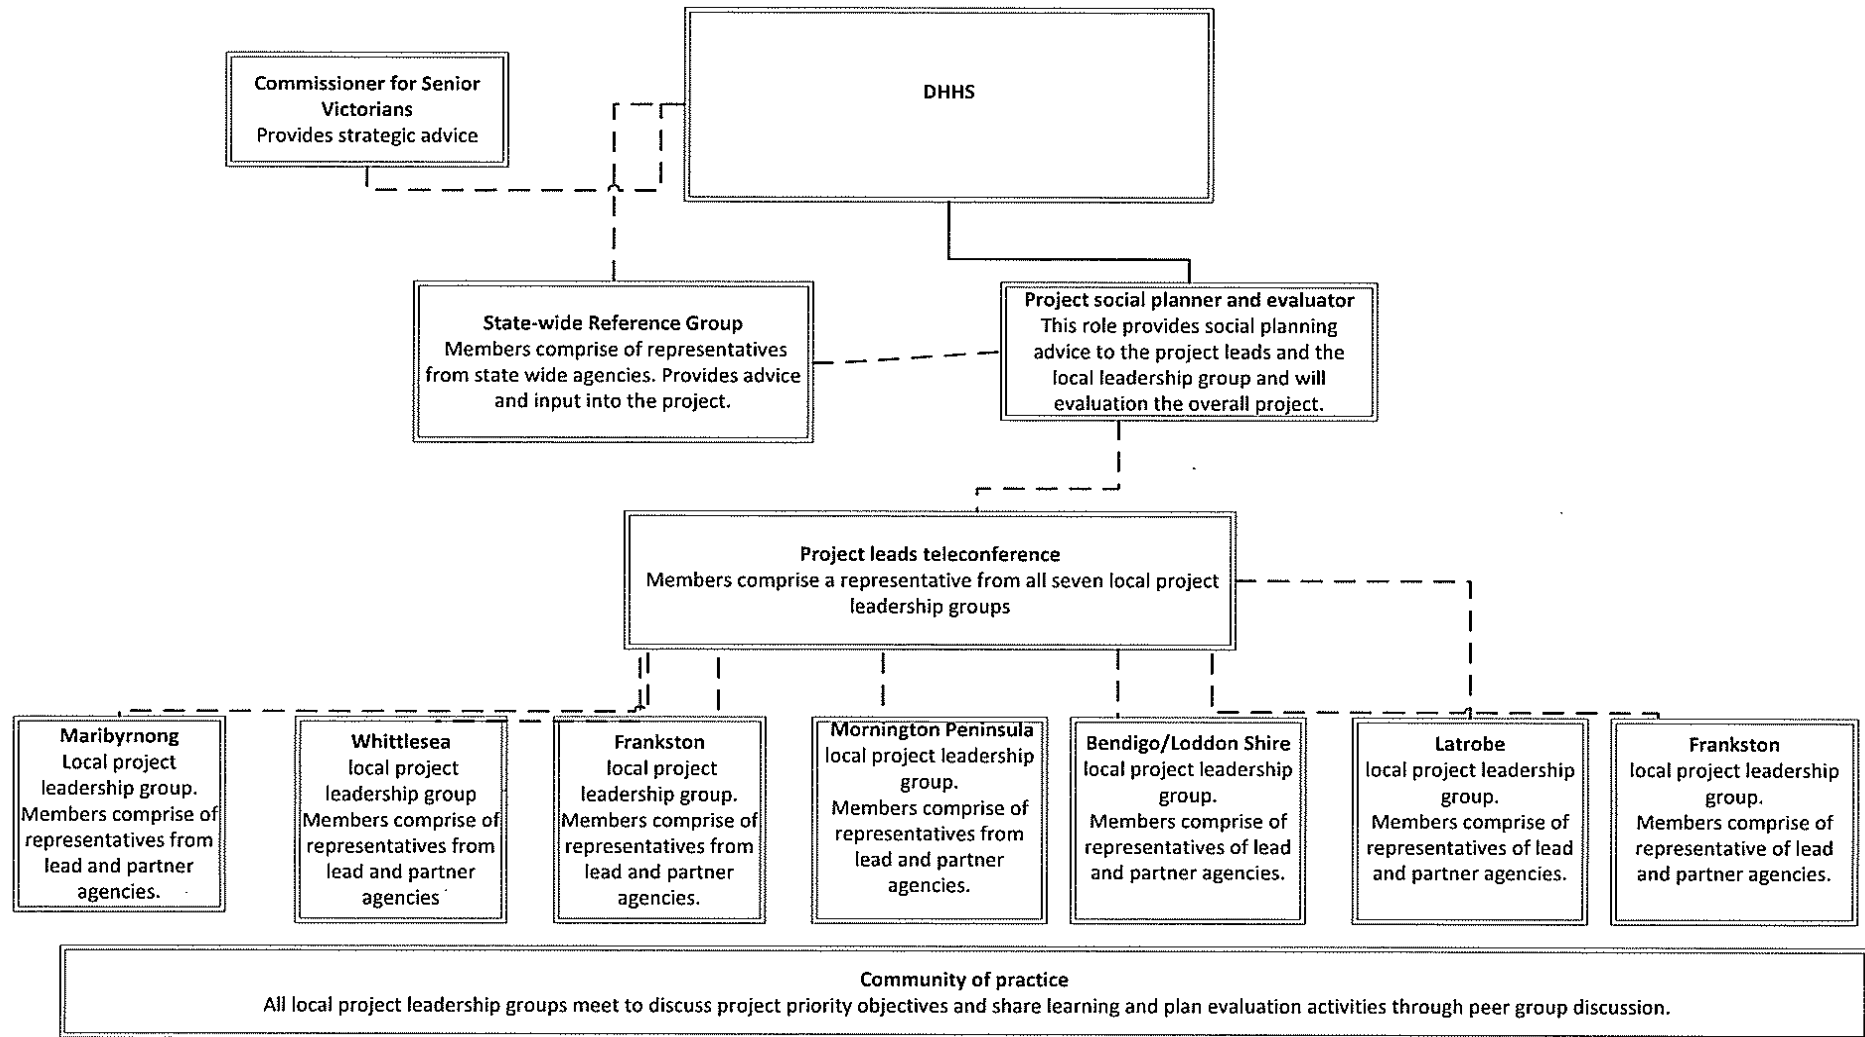 Commissioner for Senior
Victorians
Provides strategic advice
DHHS
State-wide Reference Group
Members comprise of representatives
from state wide agencies. Provides advice
and input into the project.
Project social planner and evaluator
This role provides social planning
advice to the project leads and the
local leadership group and will
evaluation the overall project.
Project leads teleconference
Members comprise a representative from all seven local project
leadership groups
Maribyrnong
Local project
leadership group.
Members comprise of
representatives from
lead and partner
agencies.
Whittlesea
local project
leadership group
Members comprise of
representatives from
lead and partner
agencies
Frankston
local project
leadership group.
Members comprise of
representatives from
lead and partner
agencies.
Mornington Peninsula
local project leadership
group.
Members comprise of
representatives from
lead and partner
agencies.
Bendigo/Loddon Shire
local project leadership
group.
Members comprise of
representatives of lead
and partner agencies.
Latrobe
local project leadership
group.
Members comprise of
representatives of lead
and partner agencies.
Frankston
local project leadership
group.
Members comprise of
representative of lead
and partner agencies.
Community of practice
All local project leadership groups meet to discuss project priority objectives and share learning and plan evaluation activities through peer group discussion.